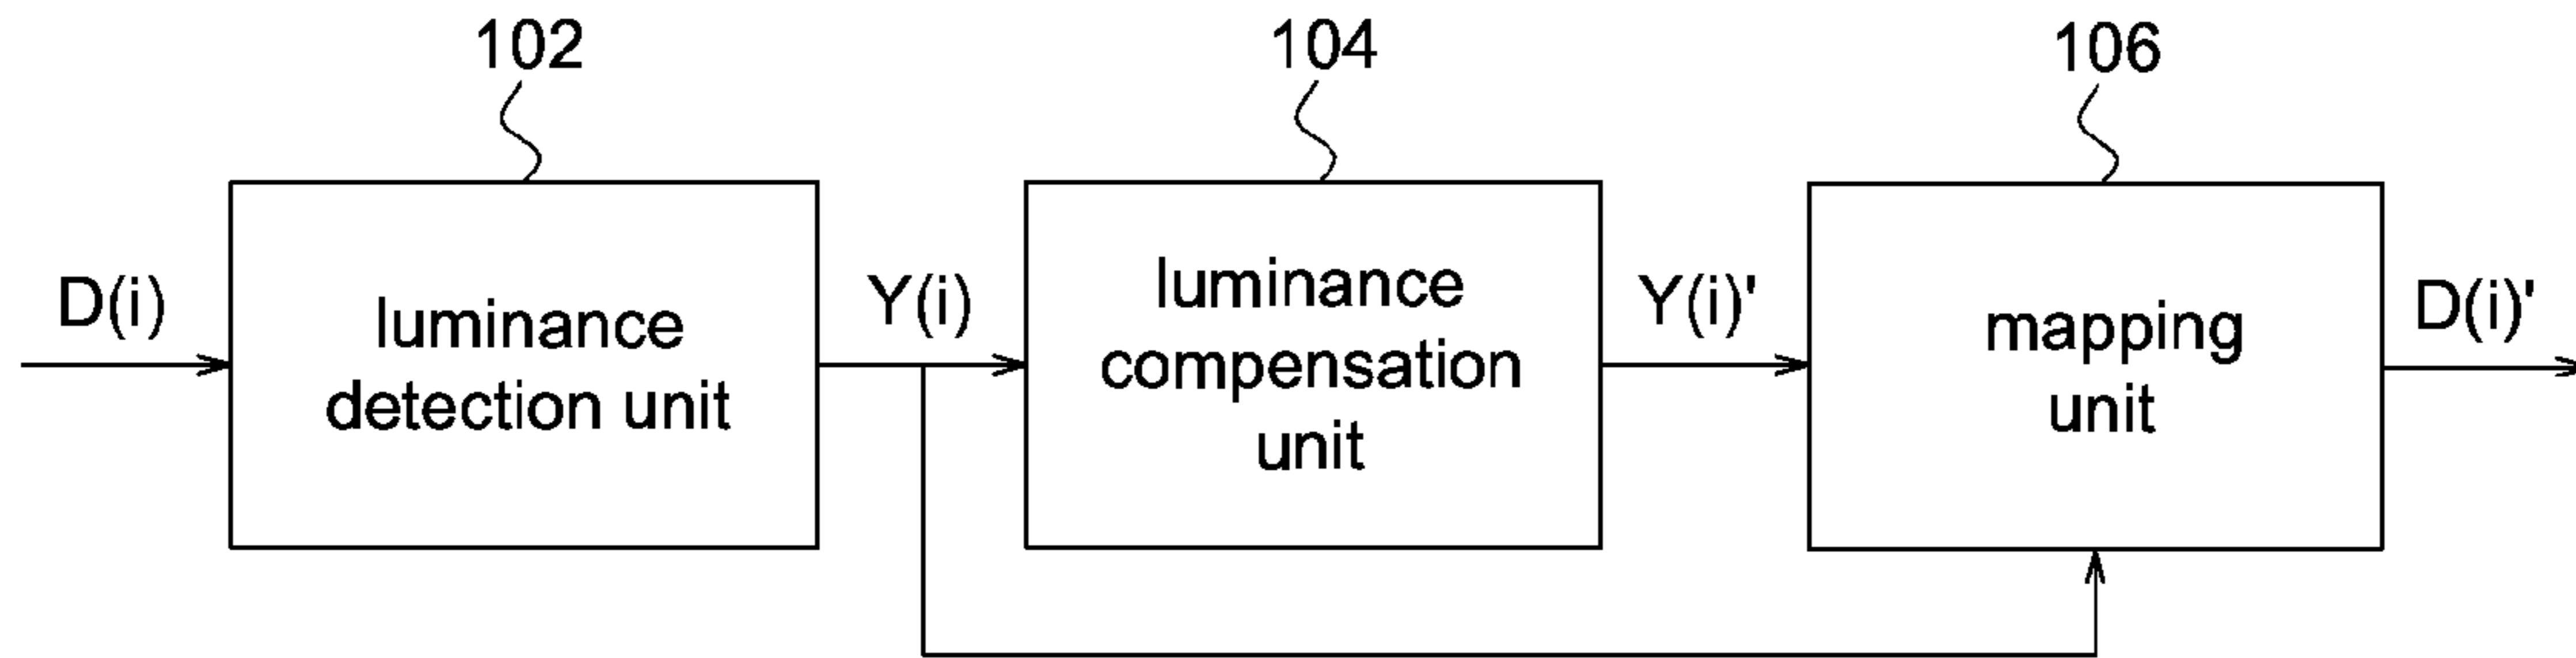 102
104
106
D(i)
luminance
detection unit
Y(i)
luminance
compensation
unit
Y(i)'
mapping
unit
D(i)'